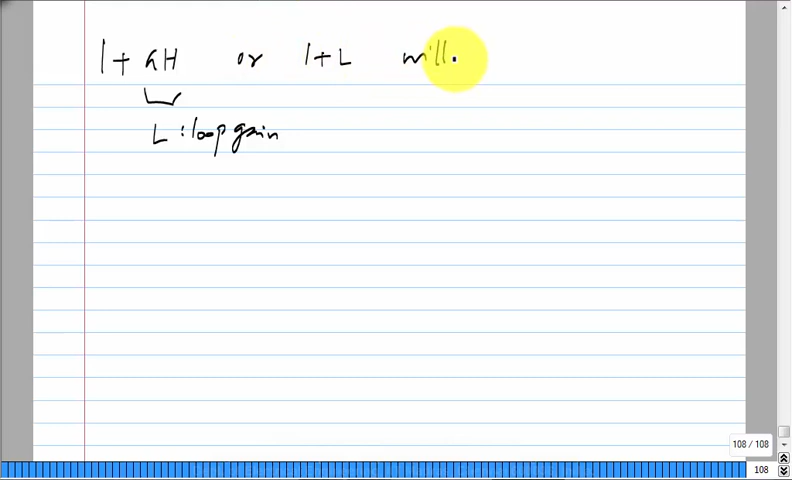 1 + GH or 1 + L will
L : loop gain
108 / 108
108